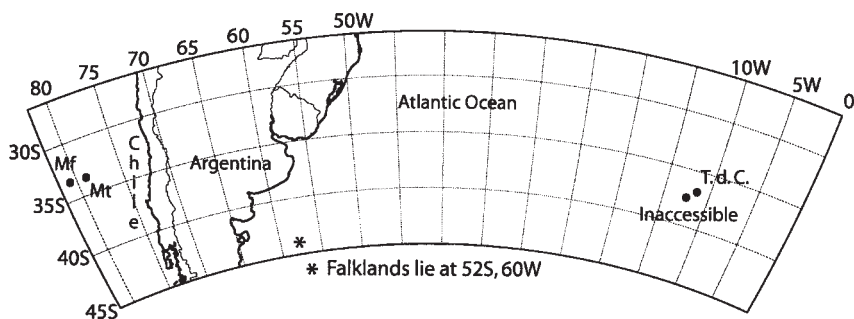 80 75 70 65 60 55 50W 10W 5W 0
30S
35S
40S
45S
Mf
Mt
Chile
Argentina
Atlantic Ocean
T.d.C.
Inaccessible
*
* Falklands lie at 52S, 60W